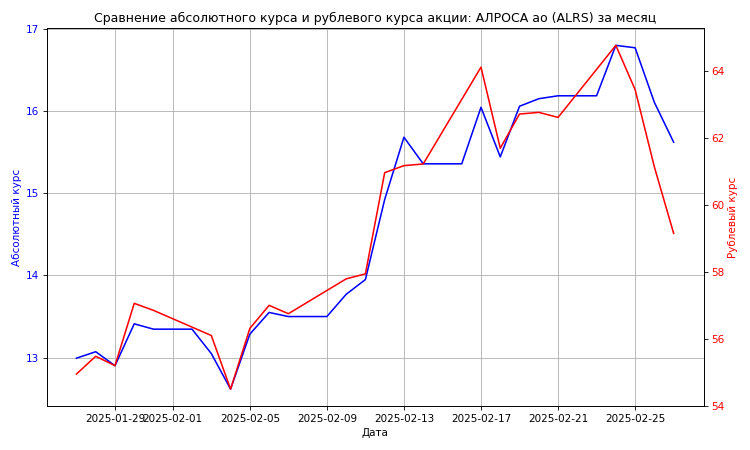 Сравнение абсолютного курса и рублевого курса акции: АЛРОСА ао (ALRS) за месяц
17
16
15
14
13
Абсолютный курс
64
62
60
58
56
54
Рублевый курс
2025-01-29 2025-02-01 2025-02-05 2025-02-09 2025-02-13 2025-02-17 2025-02-21 2025-02-25
Дата